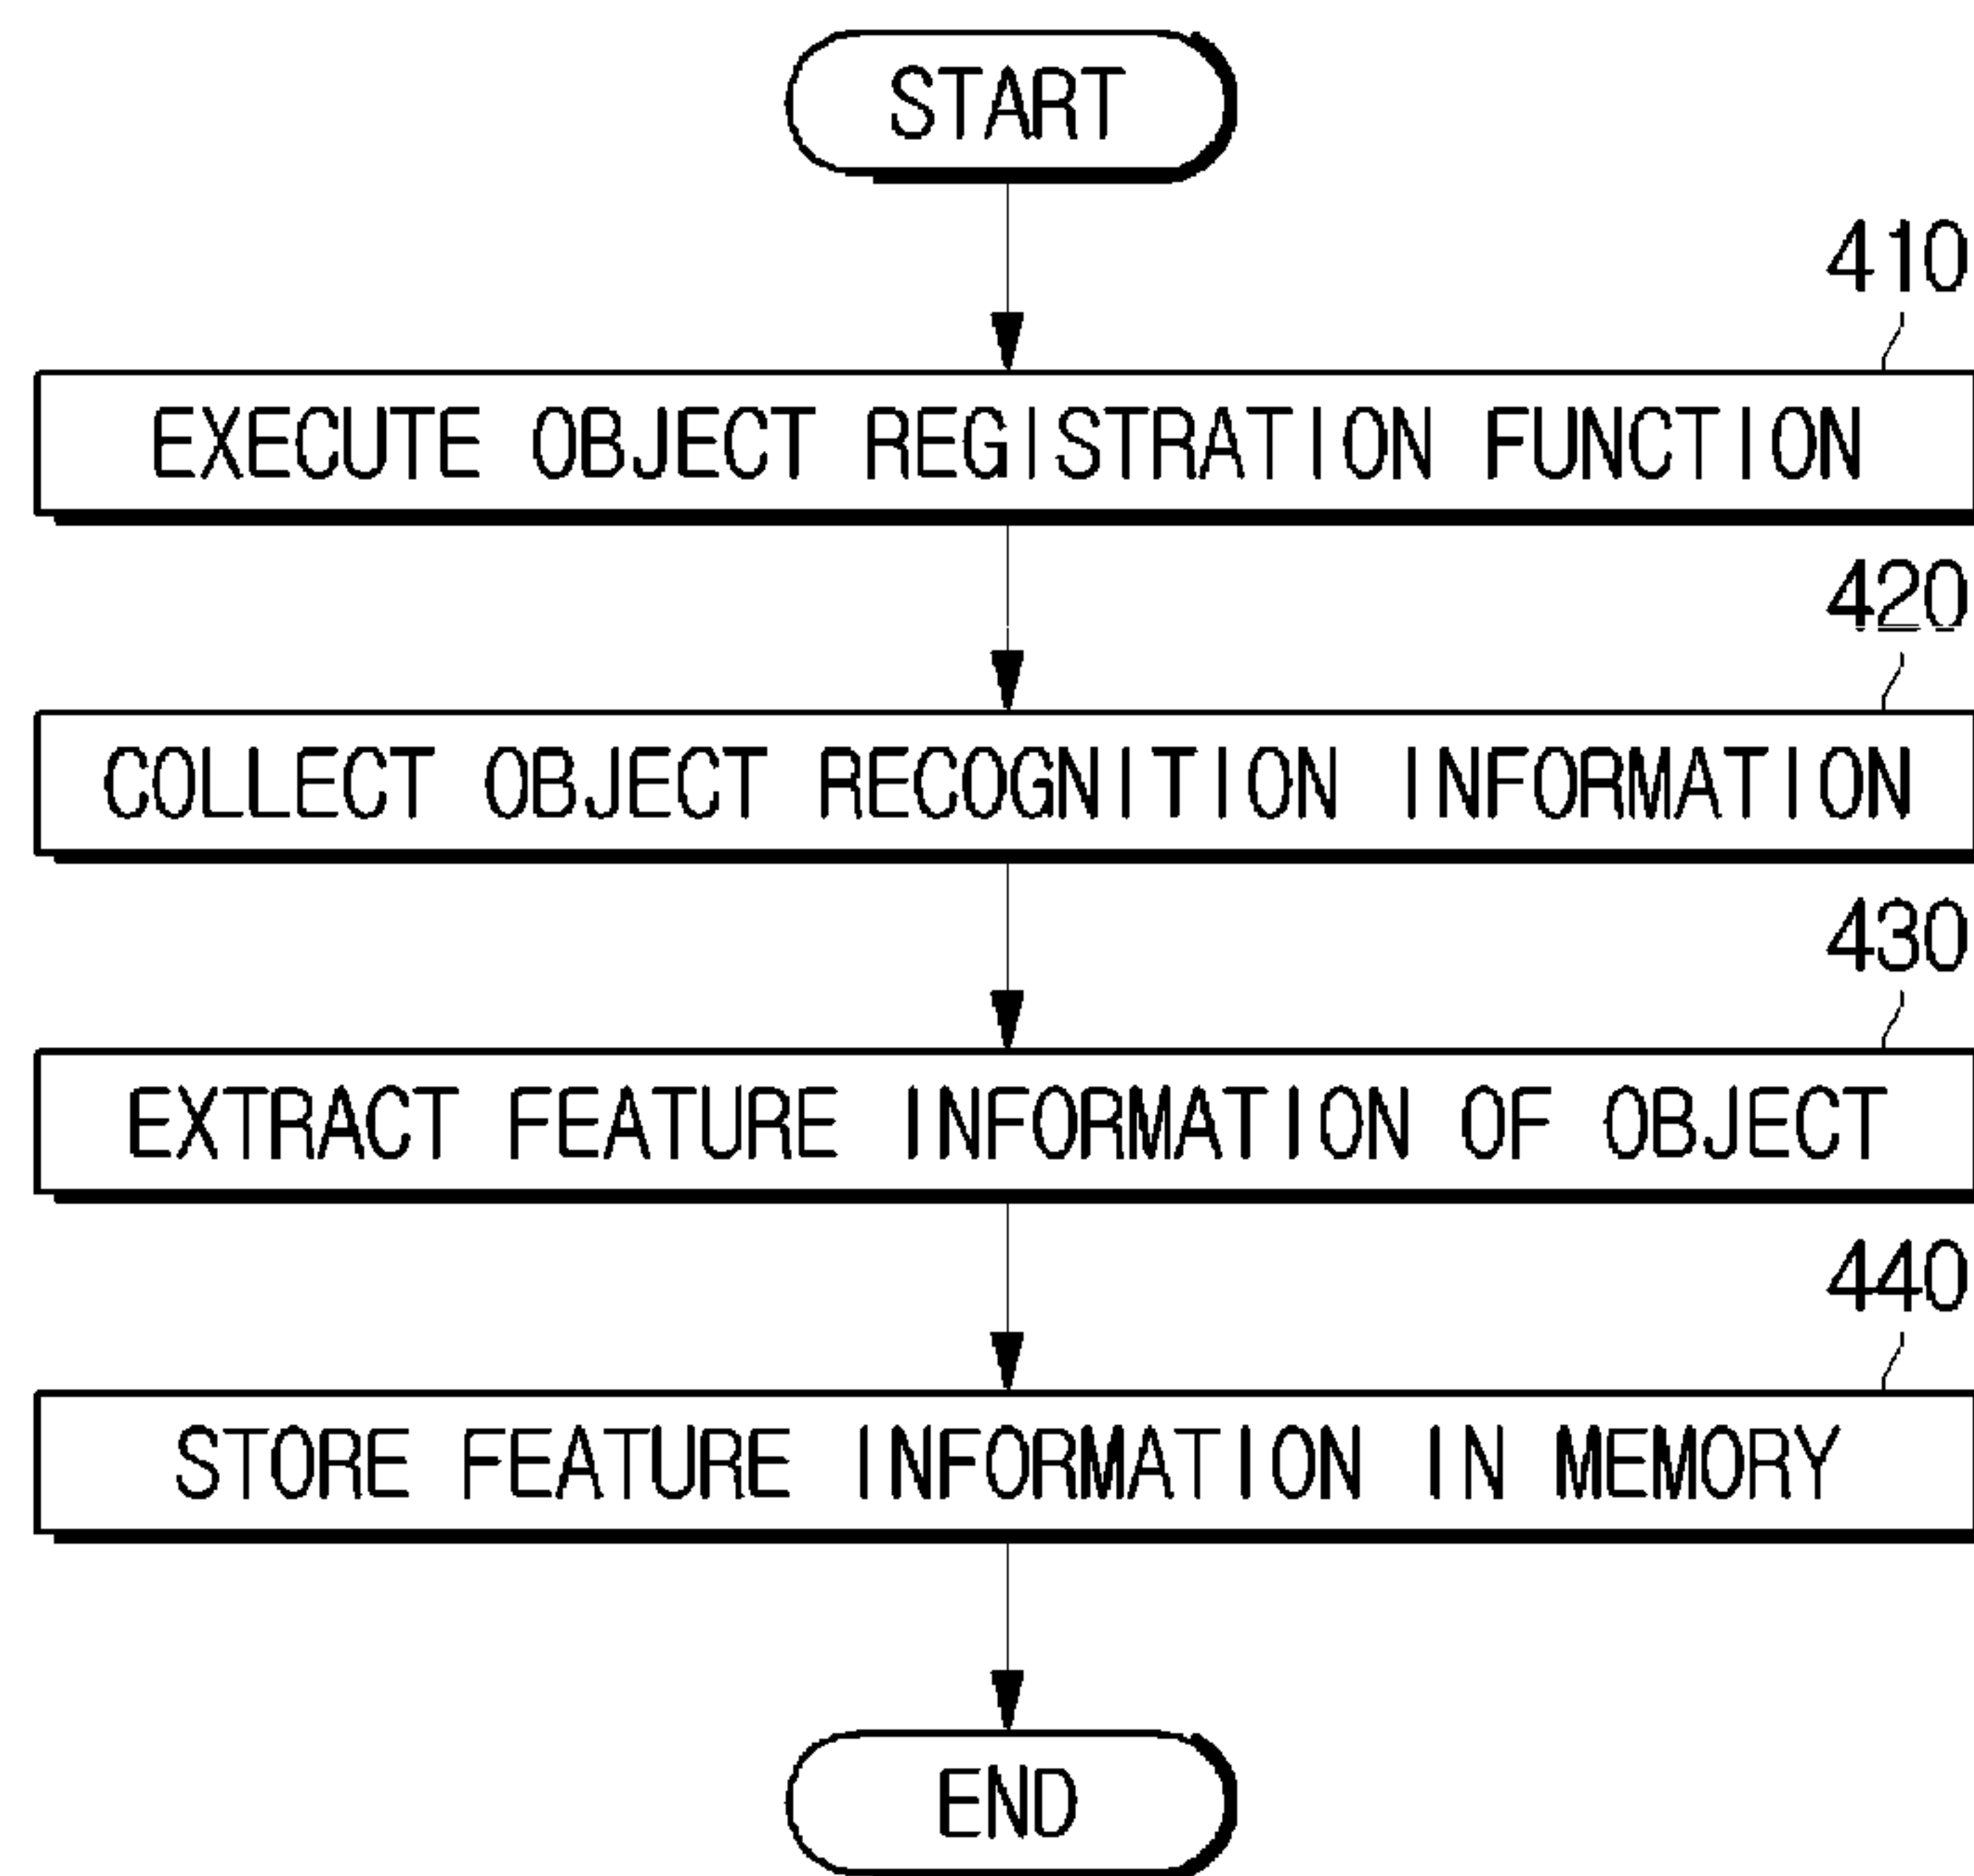 START
410
EXECUTE OBJECT REGISTRATION FUNCTION
420
COLLECT OBJECT RECOGNITION INFORMATION
430
EXTRACT FEATURE INFORMATION OF OBJECT
440
STORE FEATURE INFORMATION IN MEMORY
END